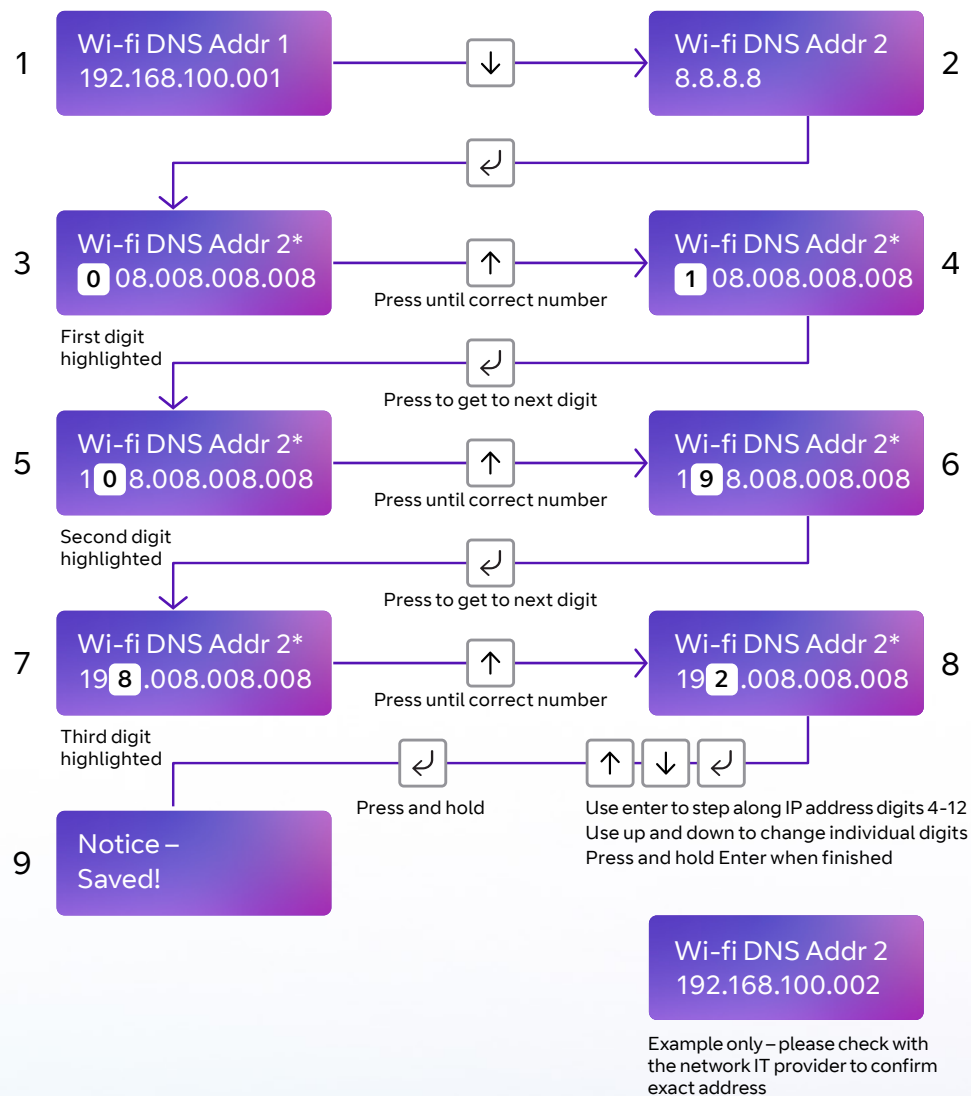 1
Wi-fi DNS Addr 1
192.168.100.001
Wi-fi DNS Addr 2
8.8.8.8
2
3
Wi-fi DNS Addr 2*
0 08.008.008.008
First digit
highlighted
Press until correct number
Wi-fi DNS Addr 2*
1 08.008.008.008
4
Press to get to next digit
5
Wi-fi DNS Addr 2*
1 0 8.008.008.008
Second digit
highlighted
Press until correct number
Wi-fi DNS Addr 2*
1 9 8.008.008.008
6
Press to get to next digit
7
Wi-fi DNS Addr 2*
19 8 .008.008.008
Third digit
highlighted
Press until correct number
Wi-fi DNS Addr 2*
19 2 .008.008.008
8
Press and hold
Use enter to step along IP address digits 4-12
Use up and down to change individual digits
Press and hold Enter when finished
9
Notice –
Saved!
Wi-fi DNS Addr 2
192.168.100.002
Example only – please check with
the network IT provider to confirm
exact address